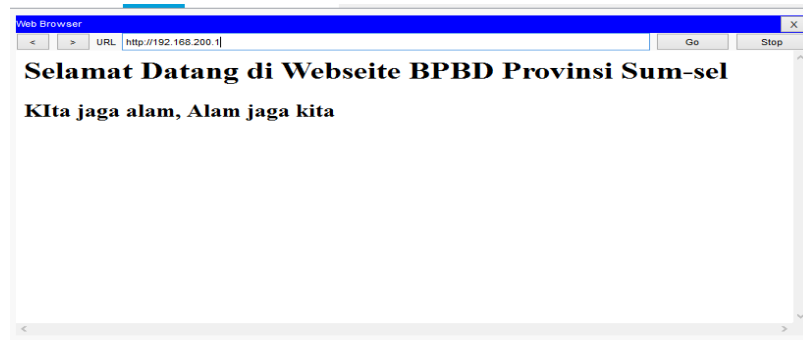 Web Browser
X
< > URL http://192.168.200.1 Go Stop
Selamat Datang di Webseite BPBD Provinsi Sum-sel
KIta jaga alam, Alam jaga kita